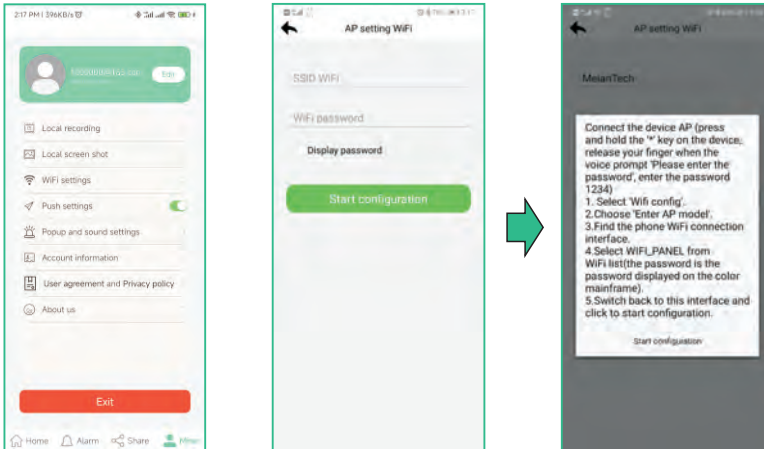 2:17 PM | 396KB/s
Edit
Local recording
Local screen shot
WiFi settings
Push settings
Popup and sound settings
Account information
User agreement and Privacy policy
About us
Exit
Home
Alarm
Share
Mine
AP setting WiFi
SSID WiFi
WiFi password
Display password
Start configuration
AP setting WiFi
MeianTech
Connect the device AP (press
and hold the '*' key on the device,
release your finger when the
voice prompt 'Please enter the
password', enter the password
1234)
1. Select 'Wifi config'.
2.Choose 'Enter AP model'.
3.Find the phone WiFi connection
interface.
4.Select WIFI_PANEL from
WiFi list(the password is the
password displayed on the color
mainframe).
5.Switch back to this interface and
click to start configuration.
Start configuration